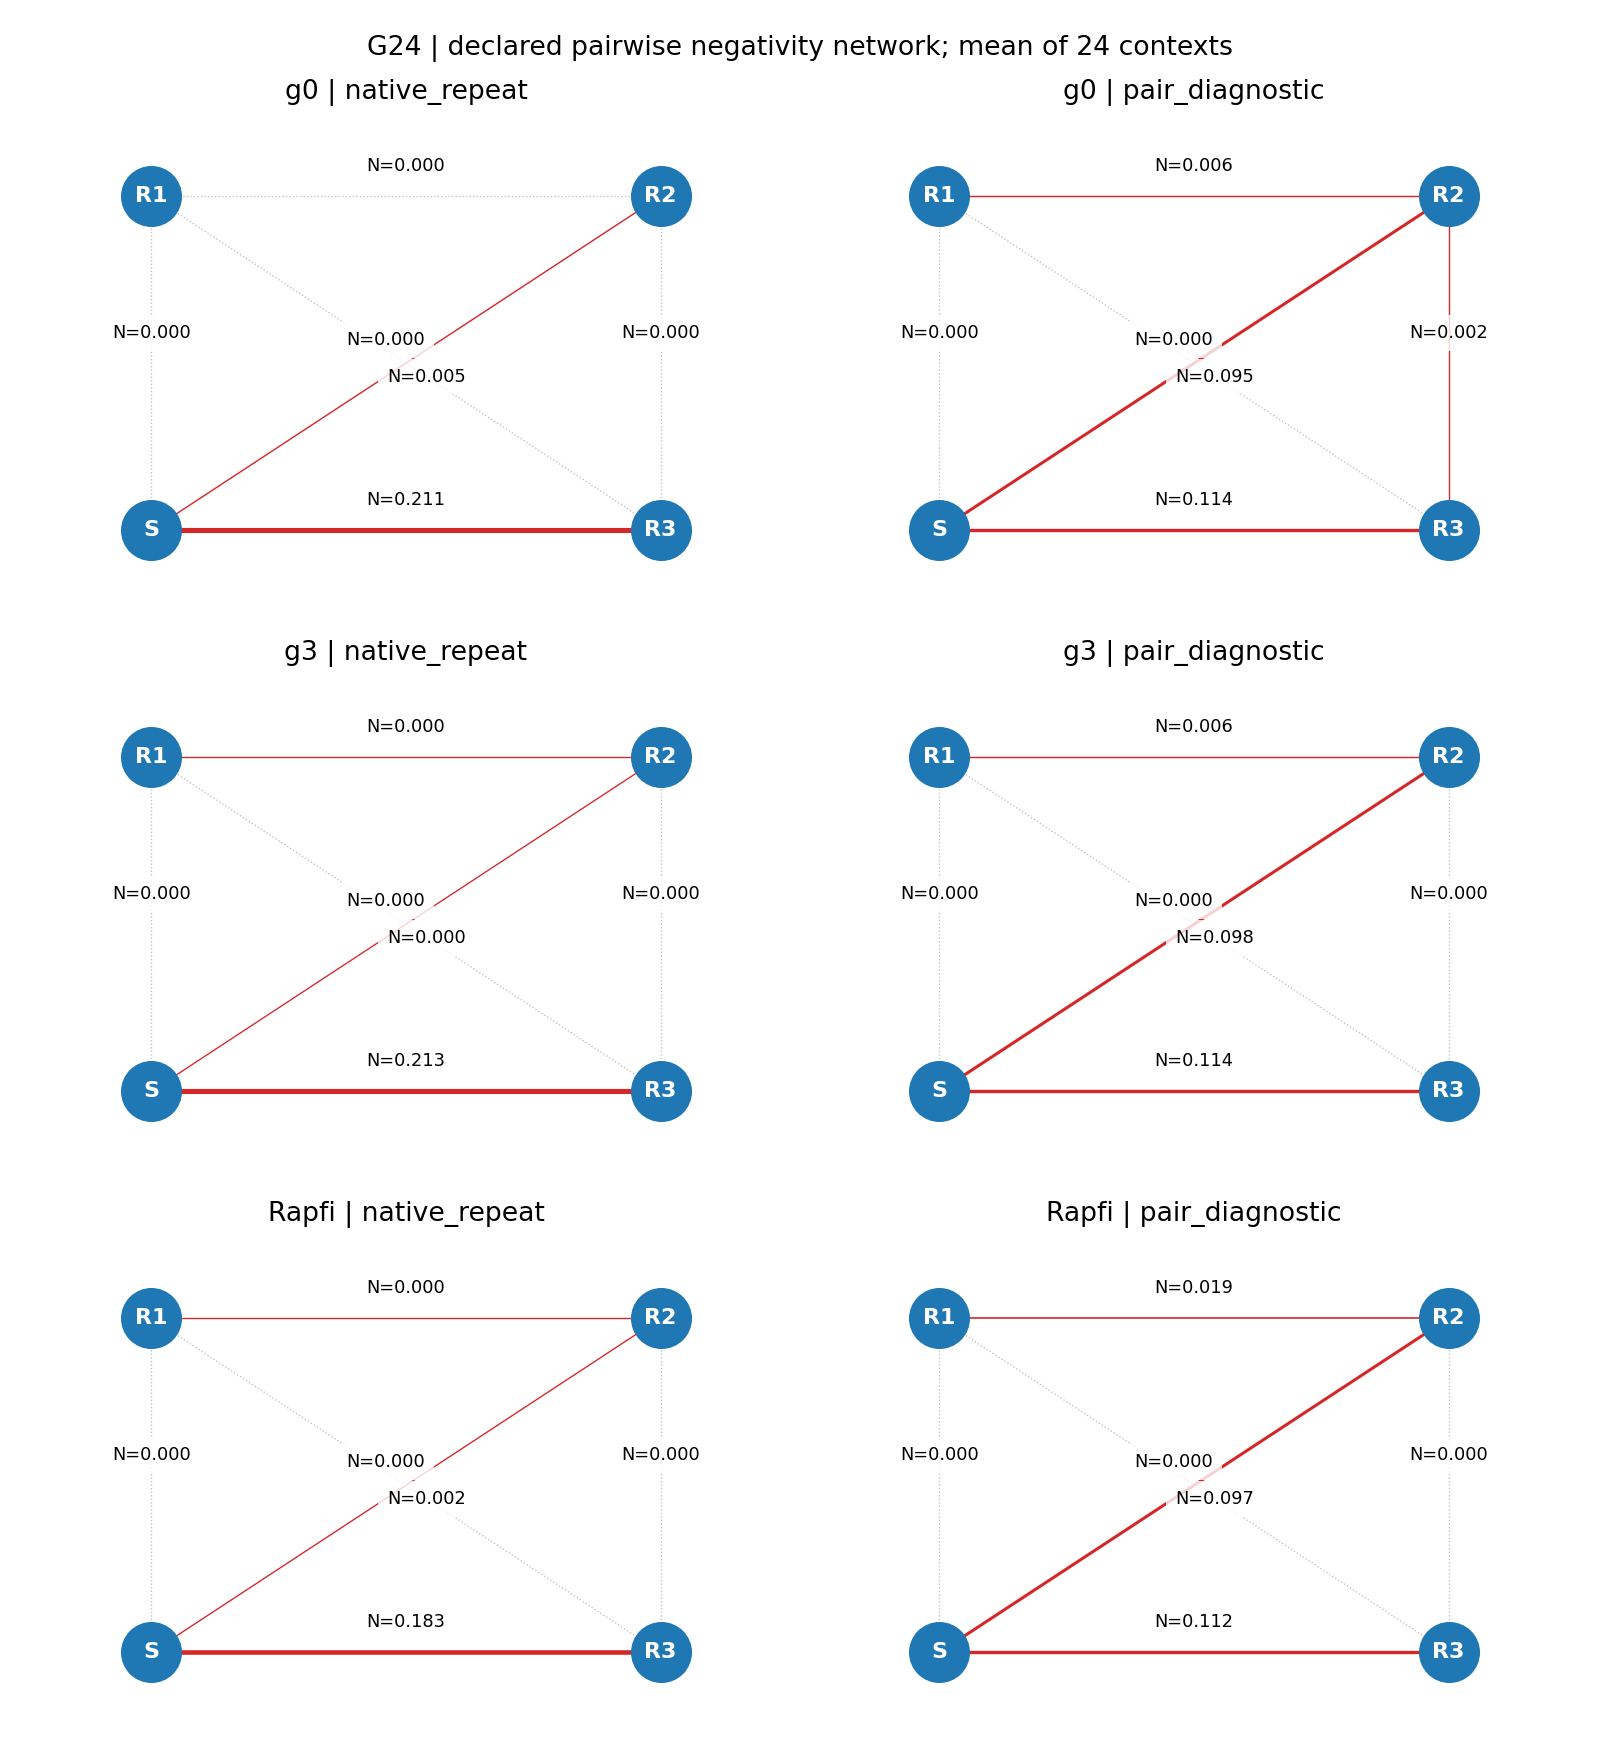 G24 | declared pairwise negativity network; mean of 24 contexts
g0 | native_repeat
R1
N=0.000
R2
N=0.000
N=0.000
N=0.000
N=0.005
S
N=0.211
R3
g0 | pair_diagnostic
R1
N=0.006
R2
N=0.000
N=0.000
N=0.002
N=0.095
S
N=0.114
R3
g3 | native_repeat
R1
N=0.000
R2
N=0.000
N=0.000
N=0.000
N=0.000
S
N=0.213
R3
g3 | pair_diagnostic
R1
N=0.006
R2
N=0.000
N=0.000
N=0.000
N=0.098
S
N=0.114
R3
Rapfi | native_repeat
R1
N=0.000
R2
N=0.000
N=0.000
N=0.000
N=0.002
S
N=0.183
R3
Rapfi | pair_diagnostic
R1
N=0.019
R2
N=0.000
N=0.000
N=0.000
N=0.097
S
N=0.112
R3